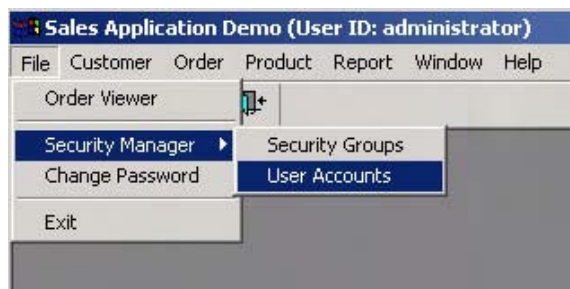 Sales Application Demo (User ID: administrator)
File Customer Order Product Report Window Help
Order Viewer
Security Manager Security Groups
Change Password User Accounts
Exit